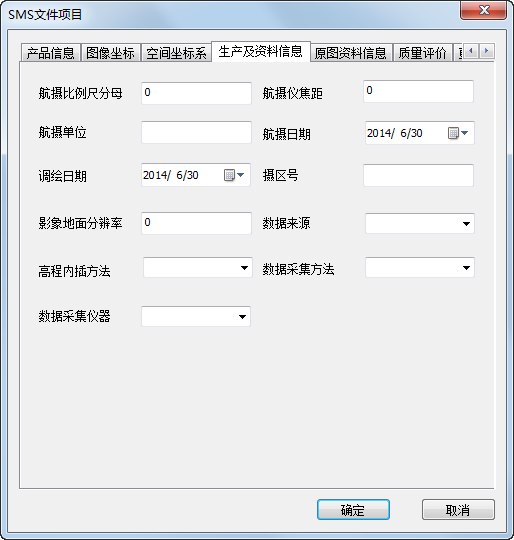 SMS文件项目
产品信息 图像坐标 空间坐标系 生产及资料信息 原图资料信息 质量评价
航摄比例尺分母 0 航摄仪焦距 0
航摄单位 航摄日期 2014/ 6/30
调绘日期 2014/ 6/30 摄区号
影象地面分辨率 0 数据来源
高程内插方法 数据采集方法
数据采集仪器
确定 取消